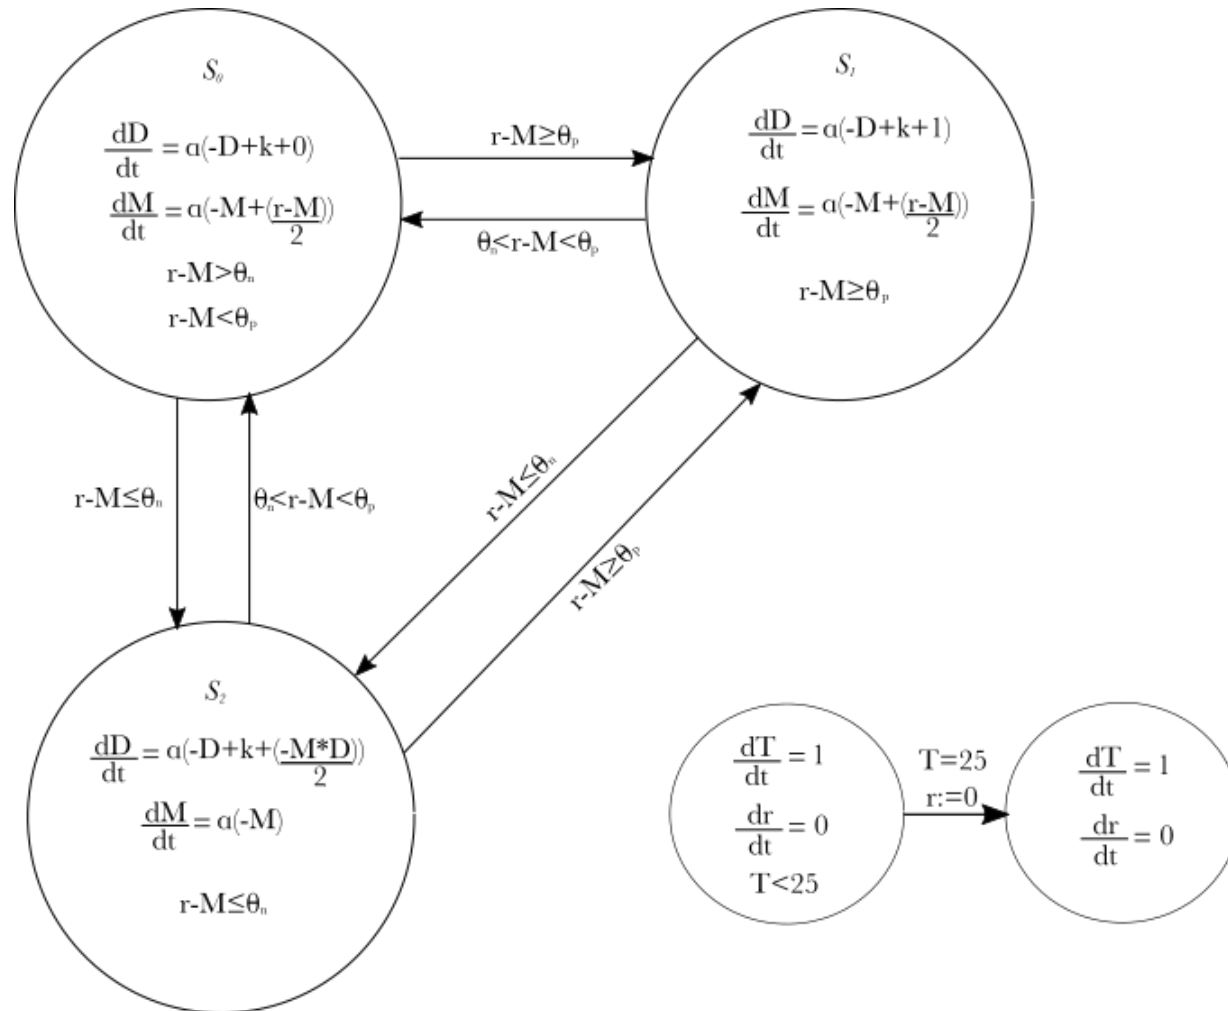 S₀
dD/dt = α(-D+k+0)
dM/dt = α(-M+(r-M/2))
r-M>θₙ
r-M<θₚ
r-M≥θₚ
θₙ<r-M<θₚ
S₁
dD/dt = α(-D+k+1)
dM/dt = α(-M+(r-M/2))
r-M≥θₚ
r-M≤θₙ
θₙ<r-M<θₚ
r-M≤θₙ
r-M≥θₚ
S₂
dD/dt = α(-D+k+(-M*D/2))
dM/dt = α(-M)
r-M≤θₙ
dT/dt = 1
dr/dt = 0
T<25
T=25
r:=0
dT/dt = 1
dr/dt = 0